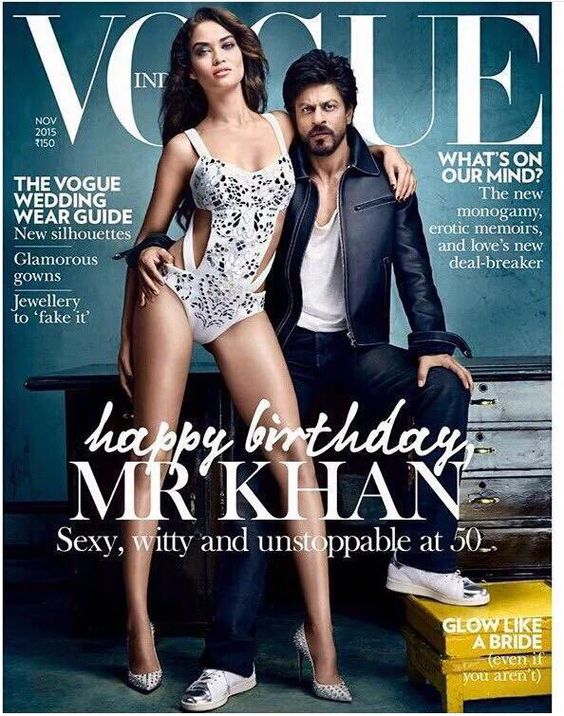 VOGUE
IND
NOV
2015
₹150
THE VOGUE
WEDDING
WEAR GUIDE
New silhouettes
Glamorous
gowns
Jewellery
to ‘fake it’
WHAT'S ON
OUR MIND?
The new
monogamy,
erotic memoirs,
and love's new
deal-breaker
happy birthday,
MR KHAN
Sexy, witty and unstoppable at 50
GLOW LIKE
A BRIDE
(even if
you aren't)